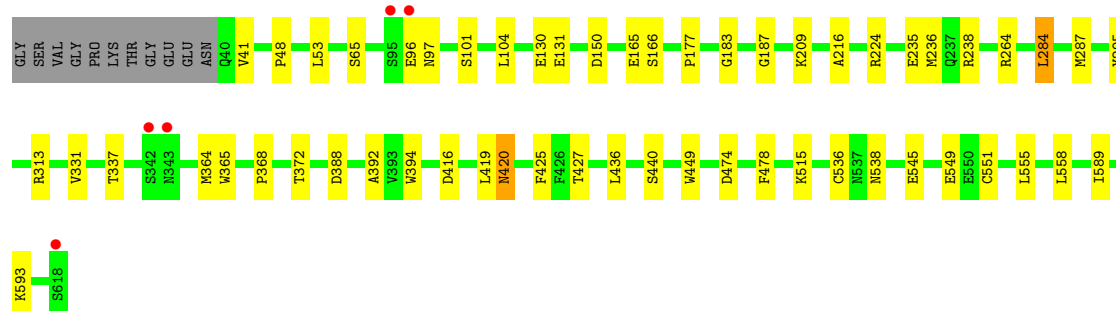 GLY SER VAL GLY PRO LYS THR GLY GLU GLU ASN Q40 V41 P48 L53 S65 S95 E96 N97 S101 L104 E130 E131 D150 E165 S166 P177 G183 G187 K209 A216 R224 E235 M236 Q237 R238 R264 L284 M287
R313 V331 T337 S342 N343 M364 W365 P368 T372 D388 A392 V393 W394 D416 L419 N420 F425 F426 T427 L436 S440 W449 D474 F478 K515 C536 N537 N538 E545 E549 E550 C551 L555 L558 I589
K593 S618